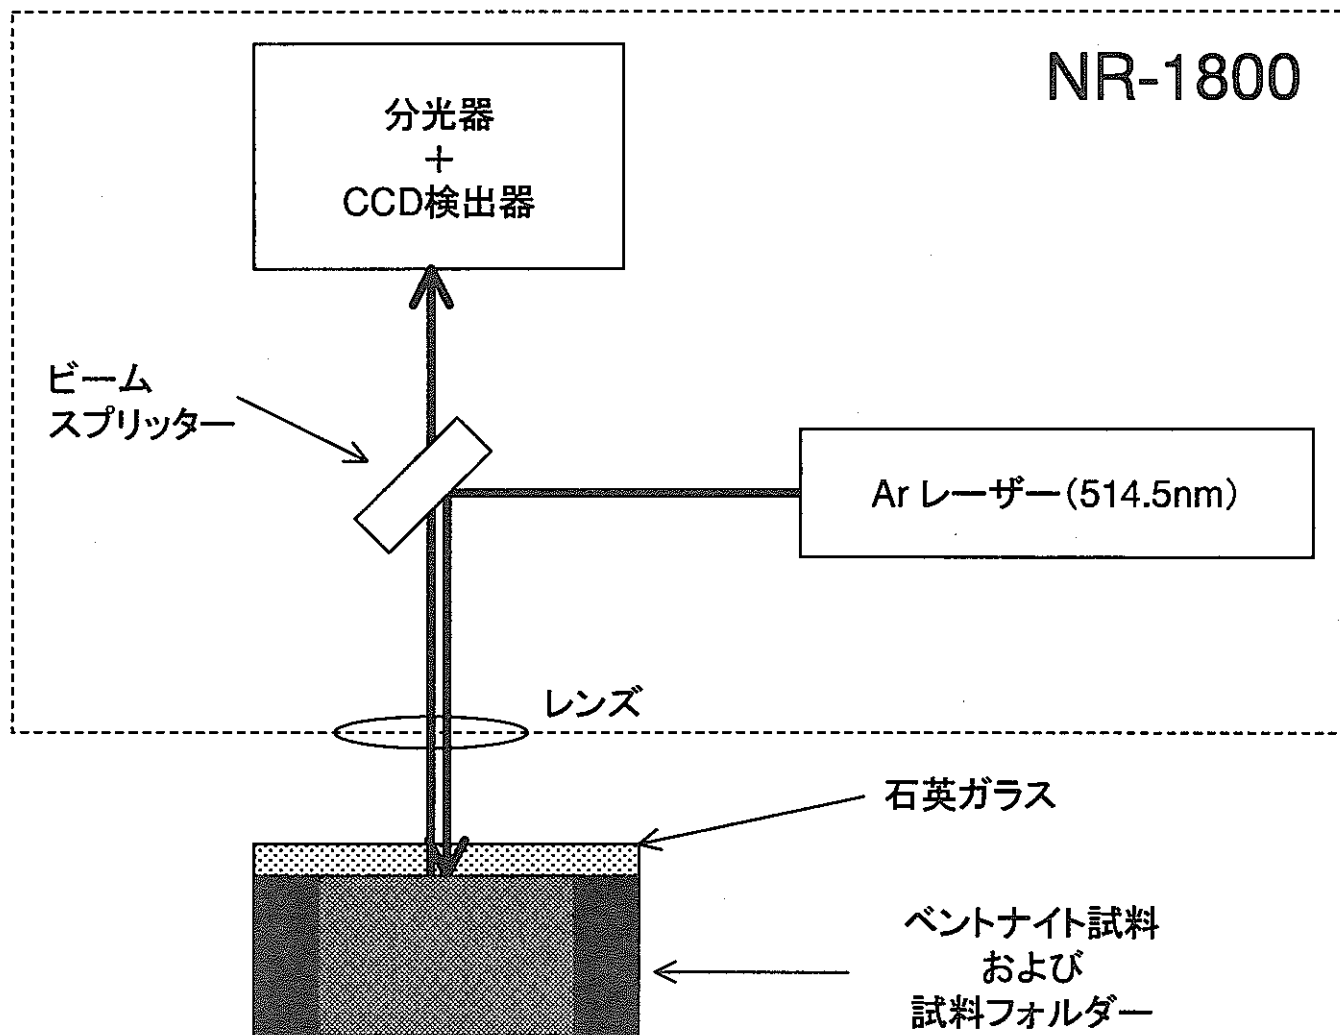 NR-1800
分光器
+
CCD検出器
ビーム
スプリッター
Ar レーザー(514.5nm)
レンズ
石英ガラス
ベントナイト試料
および
試料フォルダー